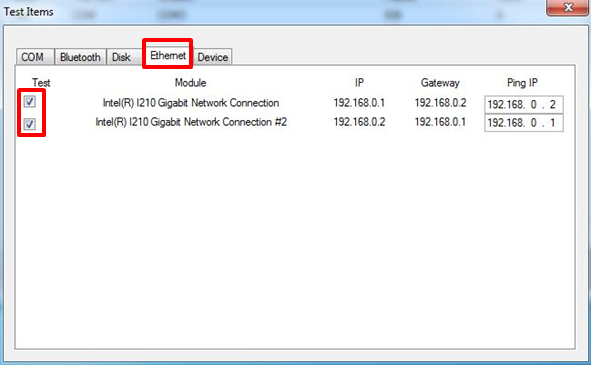 Test Items
COM Bluetooth Disk Ethernet Device
Test Module IP Gateway Ping IP
Intel(R) I210 Gigabit Network Connection 192.168.0.1 192.168.0.2 192.168. 0 . 2
Intel(R) I210 Gigabit Network Connection #2 192.168.0.2 192.168.0.1 192.168. 0 . 1